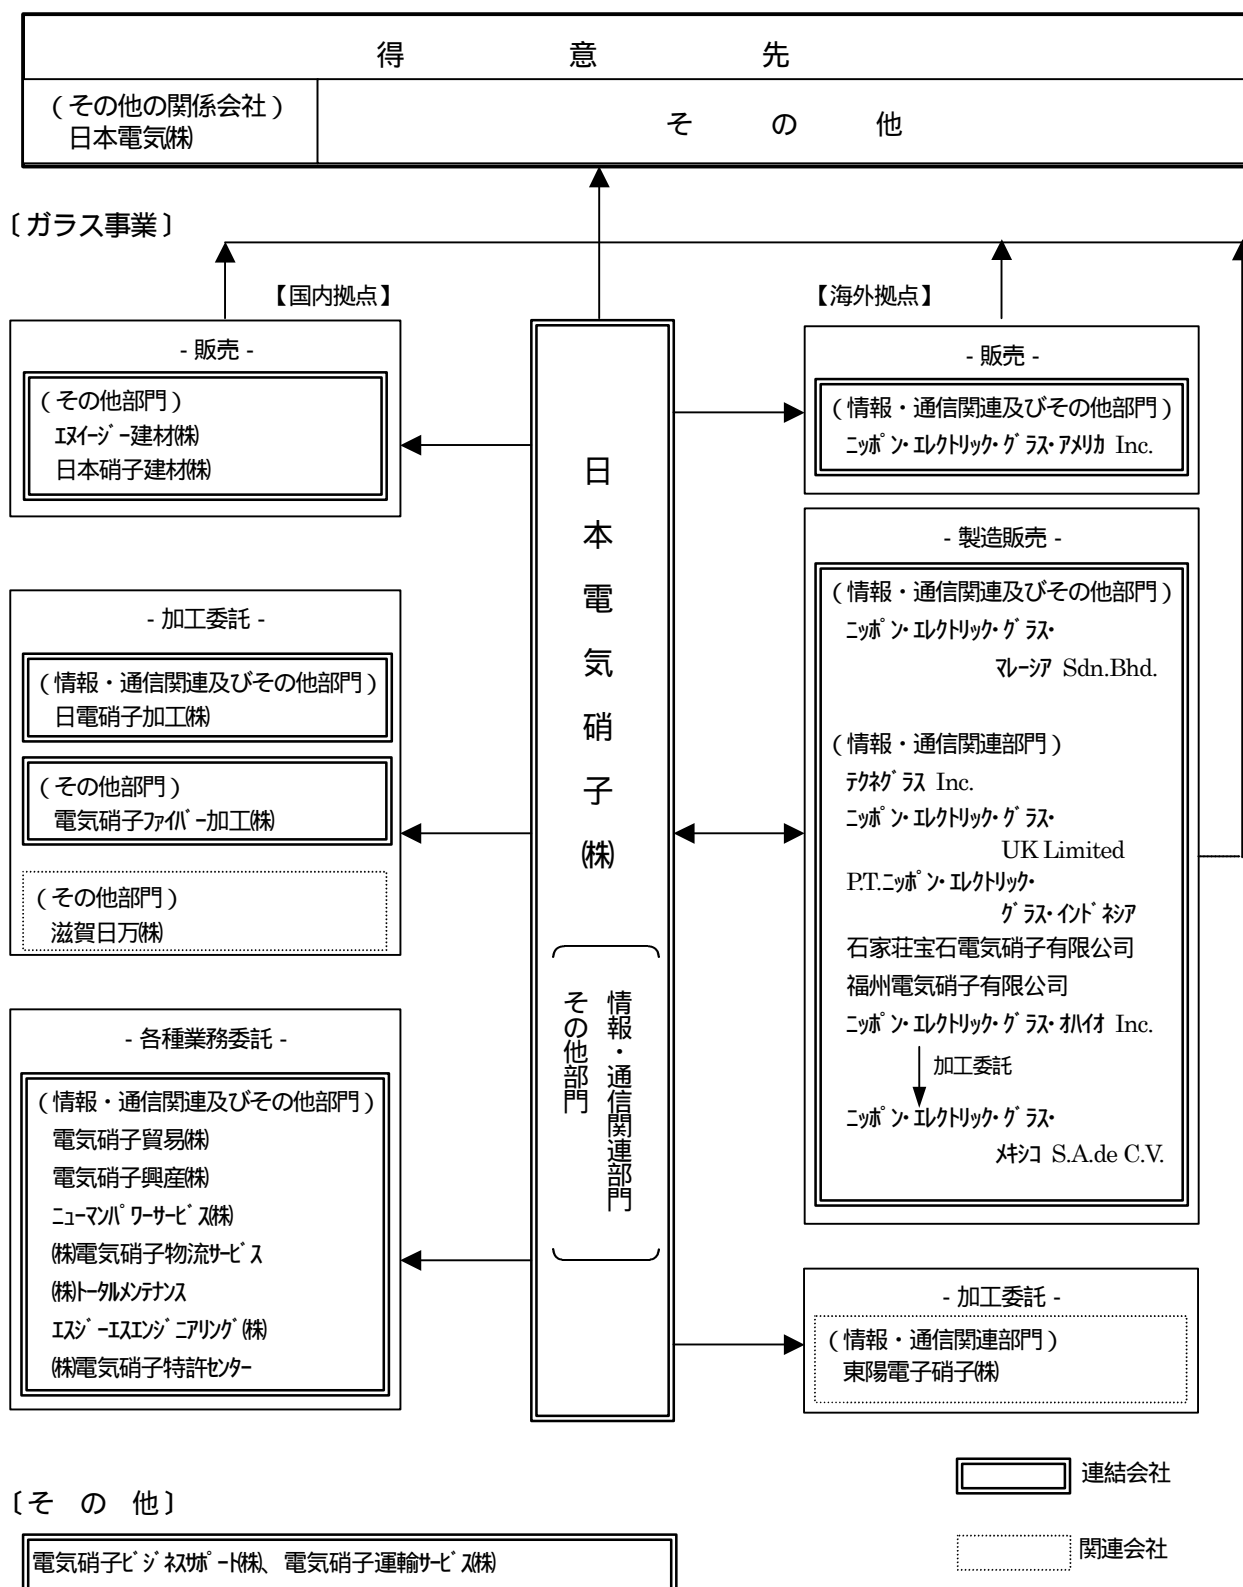 得意先
(その他の関係会社)
日本電気㈱
その他
〔ガラス事業〕
【国内拠点】
【海外拠点】
- 販売 -
(その他部門)
エヌイージー建材㈱
日本硝子建材㈱
- 加工委託 -
(情報・通信関連及びその他部門)
日電硝子加工㈱
(その他部門)
電気硝子ファイバー加工㈱
(その他部門)
滋賀日万㈱
- 各種業務委託 -
(情報・通信関連及びその他部門)
電気硝子貿易㈱
電気硝子興産㈱
ニューマンパワーサービス㈱
㈱電気硝子物流サービス
㈱トータルメンテナンス
エスジーエスエンジニアリング㈱
㈱電気硝子特許センター
日本電気硝子㈱
情報・通信関連部門
その他部門
- 販売 -
(情報・通信関連及びその他部門)
ニッポン・エレクトリック・グラス・アメリカ Inc.
- 製造販売 -
(情報・通信関連及びその他部門)
ニッポン・エレクトリック・グラス・
マレーシア Sdn.Bhd.
(情報・通信関連部門)
テクネグラス Inc.
ニッポン・エレクトリック・グラス・
UK Limited
P.T.ニッポン・エレクトリック・
グラス・インドネシア
石家荘宝石電気硝子有限公司
福州電気硝子有限公司
ニッポン・エレクトリック・グラス・オハイオ Inc.
加工委託
ニッポン・エレクトリック・グラス・
メキシコ S.A.de C.V.
- 加工委託 -
(情報・通信関連部門)
東陽電子硝子㈱
連結会社
関連会社
〔その他〕
電気硝子ビジネスサポート㈱、電気硝子運輸サービス㈱